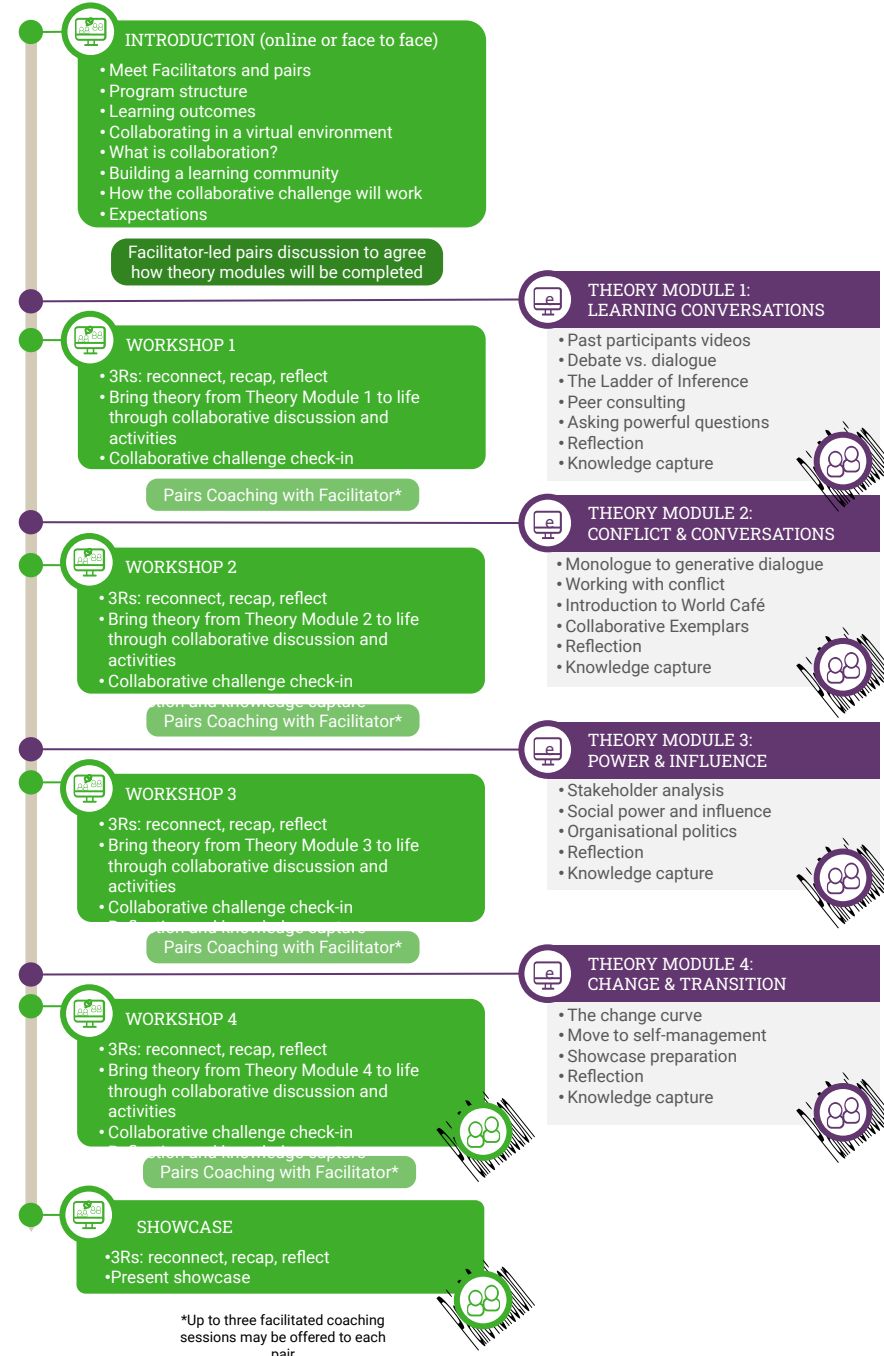 INTRODUCTION (online or face to face)
• Meet Facilitators and pairs
• Program structure
• Learning outcomes
• Collaborating in a virtual environment
• What is collaboration?
• Building a learning community
• How the collaborative challenge will work
• Expectations
Facilitator-led pairs discussion to agree
how theory modules will be completed
e
THEORY MODULE 1:
LEARNING CONVERSATIONS
• Past participants videos
• Debate vs. dialogue
• The Ladder of Inference
• Peer consulting
• Asking powerful questions
• Reflection
• Knowledge capture
WORKSHOP 1
• 3Rs: reconnect, recap, reflect
• Bring theory from Theory Module 1 to life
through collaborative discussion and
activities
• Collaborative challenge check-in
Pairs Coaching with Facilitator*
e
THEORY MODULE 2:
CONFLICT & CONVERSATIONS
• Monologue to generative dialogue
• Working with conflict
• Introduction to World Café
• Collaborative Exemplars
• Reflection
• Knowledge capture
WORKSHOP 2
• 3Rs: reconnect, recap, reflect
• Bring theory from Theory Module 2 to life
through collaborative discussion and
activities
• Collaborative challenge check-in
and knowledge capture
Pairs Coaching with Facilitator*
e
THEORY MODULE 3:
POWER & INFLUENCE
• Stakeholder analysis
• Social power and influence
• Organisational politics
• Reflection
• Knowledge capture
WORKSHOP 3
• 3Rs: reconnect, recap, reflect
• Bring theory from Theory Module 3 to life
through collaborative discussion and
activities
• Collaborative challenge check-in
• Reflection and knowledge capture
Pairs Coaching with Facilitator*
e
THEORY MODULE 4:
CHANGE & TRANSITION
• The change curve
• Move to self-management
• Showcase preparation
• Reflection
• Knowledge capture
WORKSHOP 4
• 3Rs: reconnect, recap, reflect
• Bring theory from Theory Module 4 to life
through collaborative discussion and
activities
• Collaborative challenge check-in
• Reflection and knowledge capture
Pairs Coaching with Facilitator*
SHOWCASE
•3Rs: reconnect, recap, reflect
•Present showcase
*Up to three facilitated coaching
sessions may be offered to each
pair